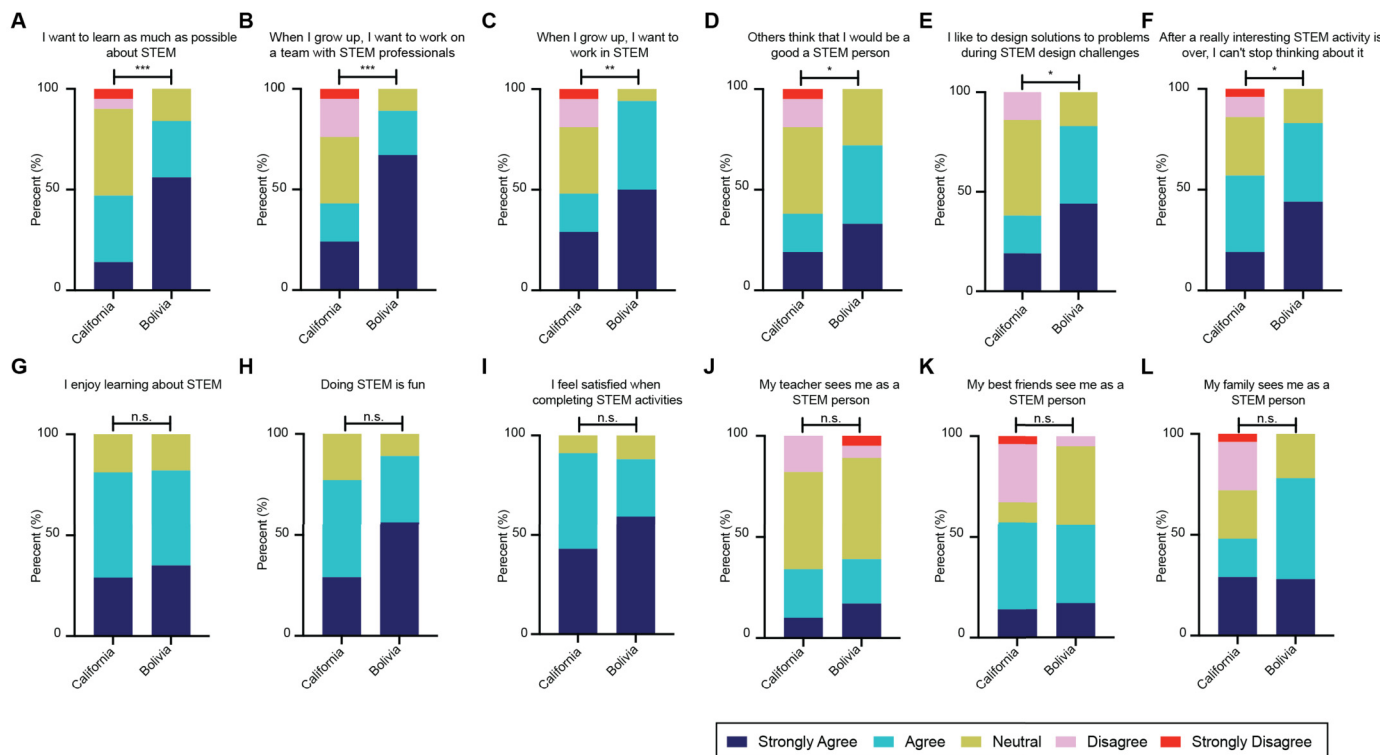 A
I want to learn as much as possible
about STEM
***
100
50
0
Perecent (%)
California
Bolivia
B
When I grow up, I want to work on
a team with STEM professionals
***
100
50
0
Perecent (%)
California
Bolivia
C
When I grow up, I want to
work in STEM
**
100
50
0
Perecent (%)
California
Bolivia
D
Others think that I would be a
good a STEM person
*
100
50
0
Perecent (%)
California
Bolivia
E
I like to design solutions to problems
during STEM design challenges
*
100
50
0
Perecent (%)
California
Bolivia
F
After a really interesting STEM activity is
over, I can't stop thinking about it
*
100
50
0
Perecent (%)
California
Bolivia
G
I enjoy learning about STEM
n.s.
100
50
0
Perecent (%)
California
Bolivia
H
Doing STEM is fun
n.s.
100
50
0
Perecent (%)
California
Bolivia
I
I feel satisfied when
completing STEM activities
n.s.
100
50
0
Perecent (%)
California
Bolivia
J
My teacher sees me as a
STEM person
n.s.
100
50
0
Perecent (%)
California
Bolivia
K
My best friends see me as a
STEM person
n.s.
100
50
0
Perecent (%)
California
Bolivia
L
My family sees me as a
STEM person
n.s.
100
50
0
Perecent (%)
California
Bolivia
Strongly Agree Agree Neutral Disagree Strongly Disagree